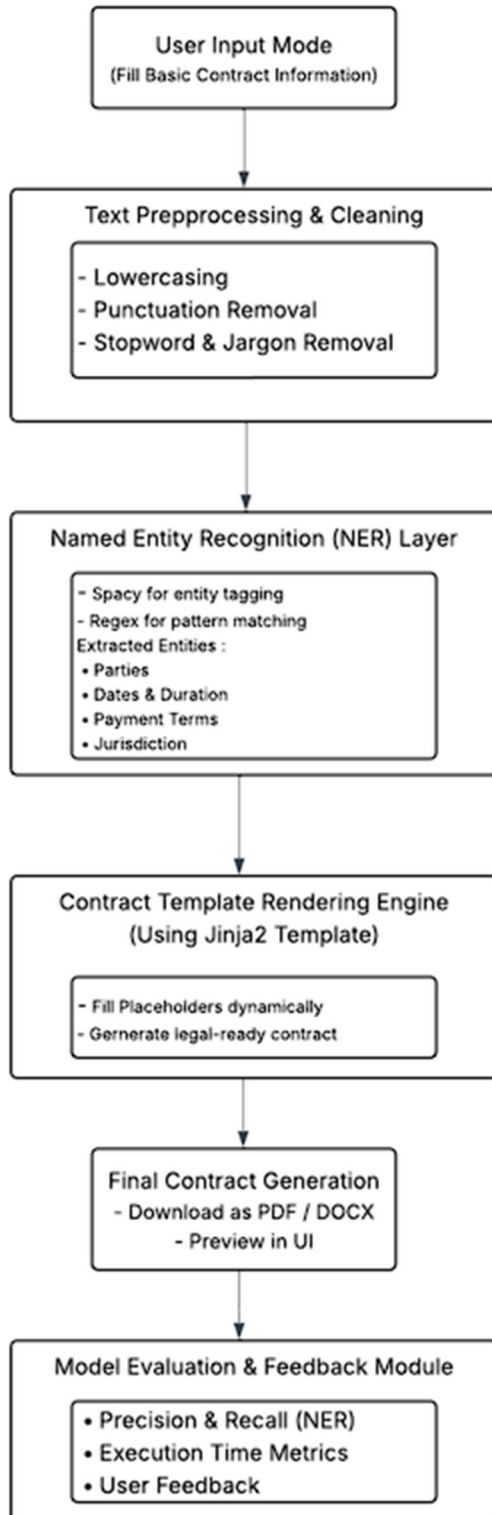 User Input Mode
(Fill Basic Contract Information)
Text Prepprocessing & Cleaning
- Lowercasing
- Punctuation Removal
- Stopword & Jargon Removal
Named Entity Recognition (NER) Layer
- Spacy for entity tagging
- Regex for pattern matching
Extracted Entities :
• Parties
• Dates & Duration
• Payment Terms
• Jurisdiction
Contract Template Rendering Engine
(Using Jinja2 Template)
- Fill Placeholders dynamically
- Gernerate legal-ready contract
Final Contract Generation
- Download as PDF / DOCX
- Preview in UI
Model Evaluation & Feedback Module
• Precision & Recall (NER)
• Execution Time Metrics
• User Feedback